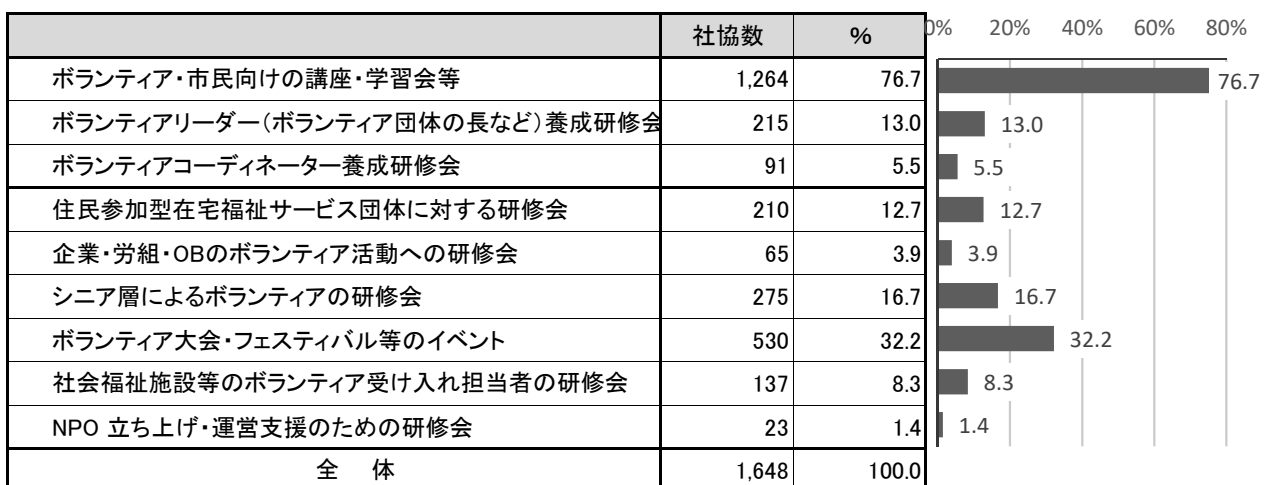 社協数 % 0% 20% 40% 60% 80%
ボランティア・市民向けの講座・学習会等 1,264 76.7 76.7
ボランティアリーダー(ボランティア団体の長など)養成研修会 215 13.0 13.0
ボランティアコーディネーター養成研修会 91 5.5 5.5
住民参加型在宅福祉サービス団体に対する研修会 210 12.7 12.7
企業・労組・OBのボランティア活動への研修会 65 3.9 3.9
シニア層によるボランティアの研修会 275 16.7 16.7
ボランティア大会・フェスティバル等のイベント 530 32.2 32.2
社会福祉施設等のボランティア受け入れ担当者の研修会 137 8.3 8.3
NPO 立ち上げ・運営支援のための研修会 23 1.4 1.4
全 体 1,648 100.0